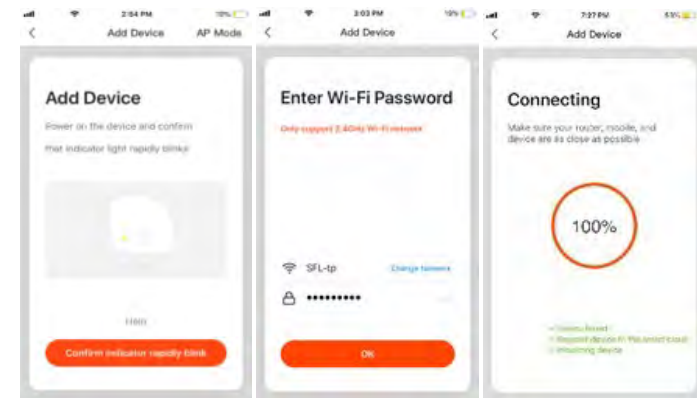 2:54 PM
Add Device
AP Mode
Add Device
Power on the device and confirm
that indicator light rapidly blinks
Help
Confirm indicator rapidly blink
3:03 PM
Add Device
Enter Wi-Fi Password
Only support 2.4GHz Wi-Fi network
SFL-tp
Change network
•••••••••
OK
7:27 PM
Add Device
Connecting
Make sure your router, mobile, and
device are as close as possible
100%
Device found
Register device to the smart cloud
Initializing device